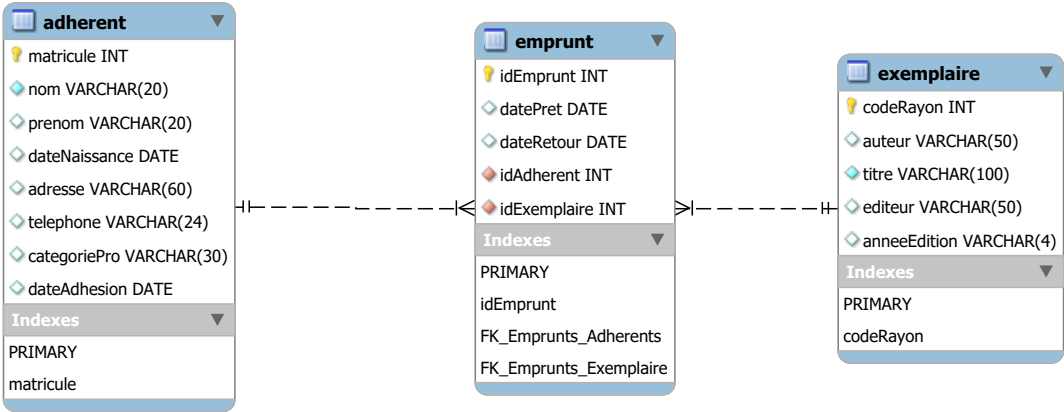 adherent
matricule INT
nom VARCHAR(20)
prenom VARCHAR(20)
dateNaissance DATE
adresse VARCHAR(60)
telephone VARCHAR(24)
categoriePro VARCHAR(30)
dateAdhesion DATE
Indexes
PRIMARY
matricule
emprunt
idEmprunt INT
datePret DATE
dateRetour DATE
idAdherent INT
idExemplaire INT
Indexes
PRIMARY
idEmprunt
FK_Emprunts_Adherents
FK_Emprunts_Exemplaire
exemplaire
codeRayon INT
auteur VARCHAR(50)
titre VARCHAR(100)
editeur VARCHAR(50)
anneeEdition VARCHAR(4)
Indexes
PRIMARY
codeRayon